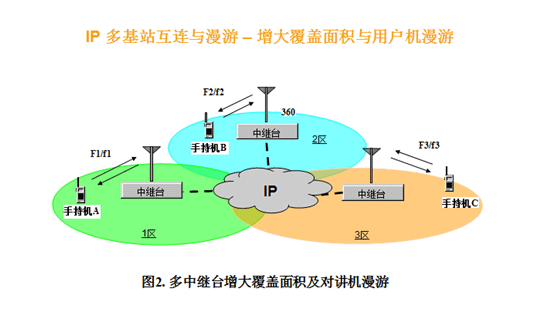 IP 多基站互连与漫游 – 增大覆盖面积与用户机漫游
F2/f2
360
手持机B
中继台
2区
F1/f1
F3/f3
手持机A
中继台
IP
中继台
手持机C
1区
3区
图2. 多中继台增大覆盖面积及对讲机漫游